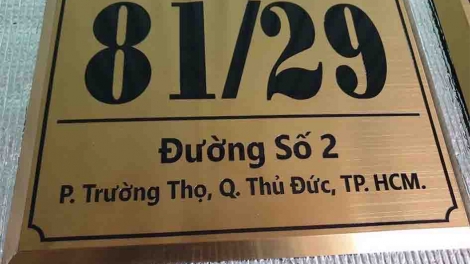 81/29
Đường Số 2
P. Trường Thọ, Q. Thủ Đức, TP. HCM.